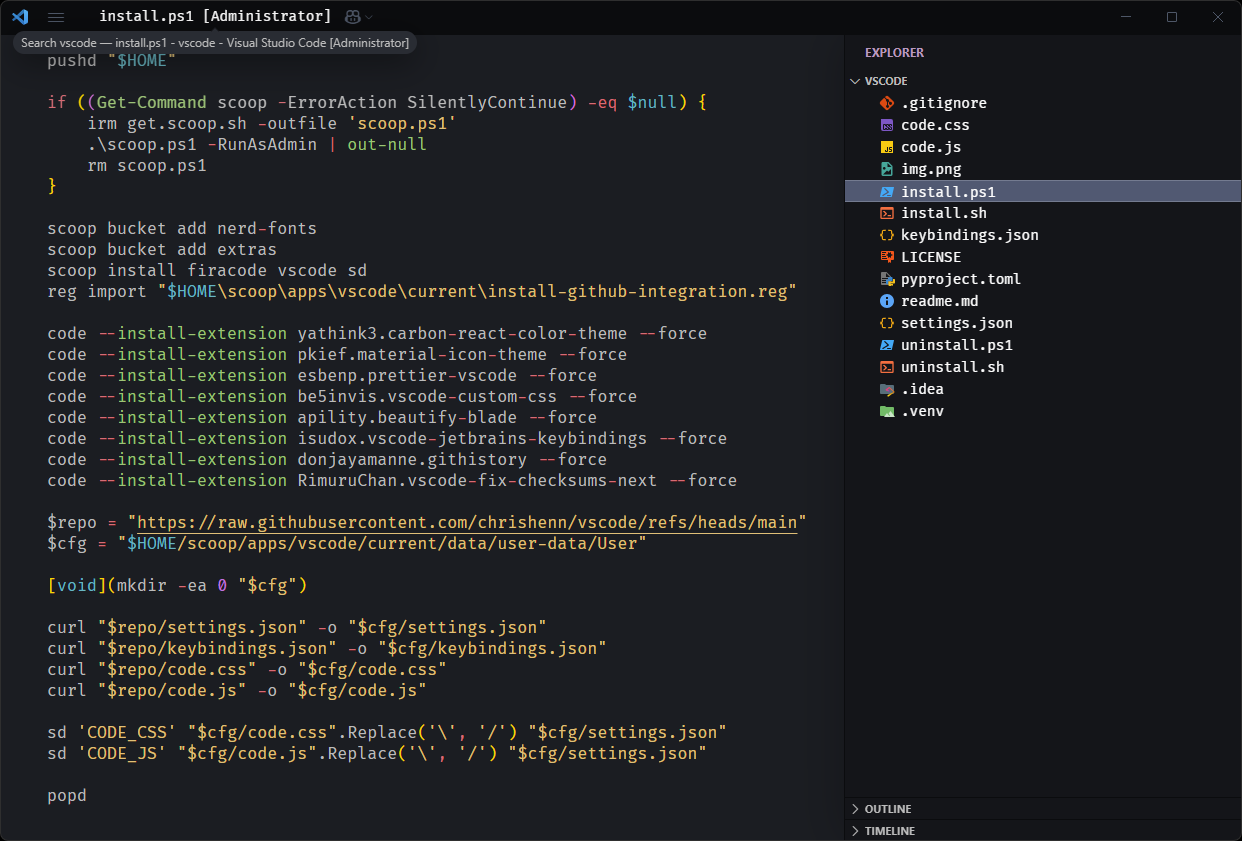 install.ps1 [Administrator]
Search vscode — install.ps1 - vscode - Visual Studio Code [Administrator]
pushd "$HOME"
if ((Get-Command scoop -ErrorAction SilentlyContinue) -eq $null) {
    irm get.scoop.sh -outfile 'scoop.ps1'
    .\scoop.ps1 -RunAsAdmin | out-null
    rm scoop.ps1
}
scoop bucket add nerd-fonts
scoop bucket add extras
scoop install firacode vscode sd
reg import "$HOME\scoop\apps\vscode\current\install-github-integration.reg"
code --install-extension yathink3.carbon-react-color-theme --force
code --install-extension pkief.material-icon-theme --force
code --install-extension esbenp.prettier-vscode --force
code --install-extension be5invis.vscode-custom-css --force
code --install-extension apility.beautify-blade --force
code --install-extension isudox.vscode-jetbrains-keybindings --force
code --install-extension donjayamanne.githistory --force
code --install-extension RimuruChan.vscode-fix-checksums-next --force
$repo = "https://raw.githubusercontent.com/chrishenn/vscode/refs/heads/main"
$cfg = "$HOME/scoop/apps/vscode/current/data/user-data/User"
[void](mkdir -ea 0 "$cfg")
curl "$repo/settings.json" -o "$cfg/settings.json"
curl "$repo/keybindings.json" -o "$cfg/keybindings.json"
curl "$repo/code.css" -o "$cfg/code.css"
curl "$repo/code.js" -o "$cfg/code.js"
sd 'CODE_CSS' "$cfg/code.css".Replace('\', '/') "$cfg/settings.json"
sd 'CODE_JS' "$cfg/code.js".Replace('\', '/') "$cfg/settings.json"
popd
EXPLORER
VSCODE
.gitignore
code.css
code.js
img.png
install.ps1
install.sh
keybindings.json
LICENSE
pyproject.toml
readme.md
settings.json
uninstall.ps1
uninstall.sh
.idea
.venv
OUTLINE
TIMELINE